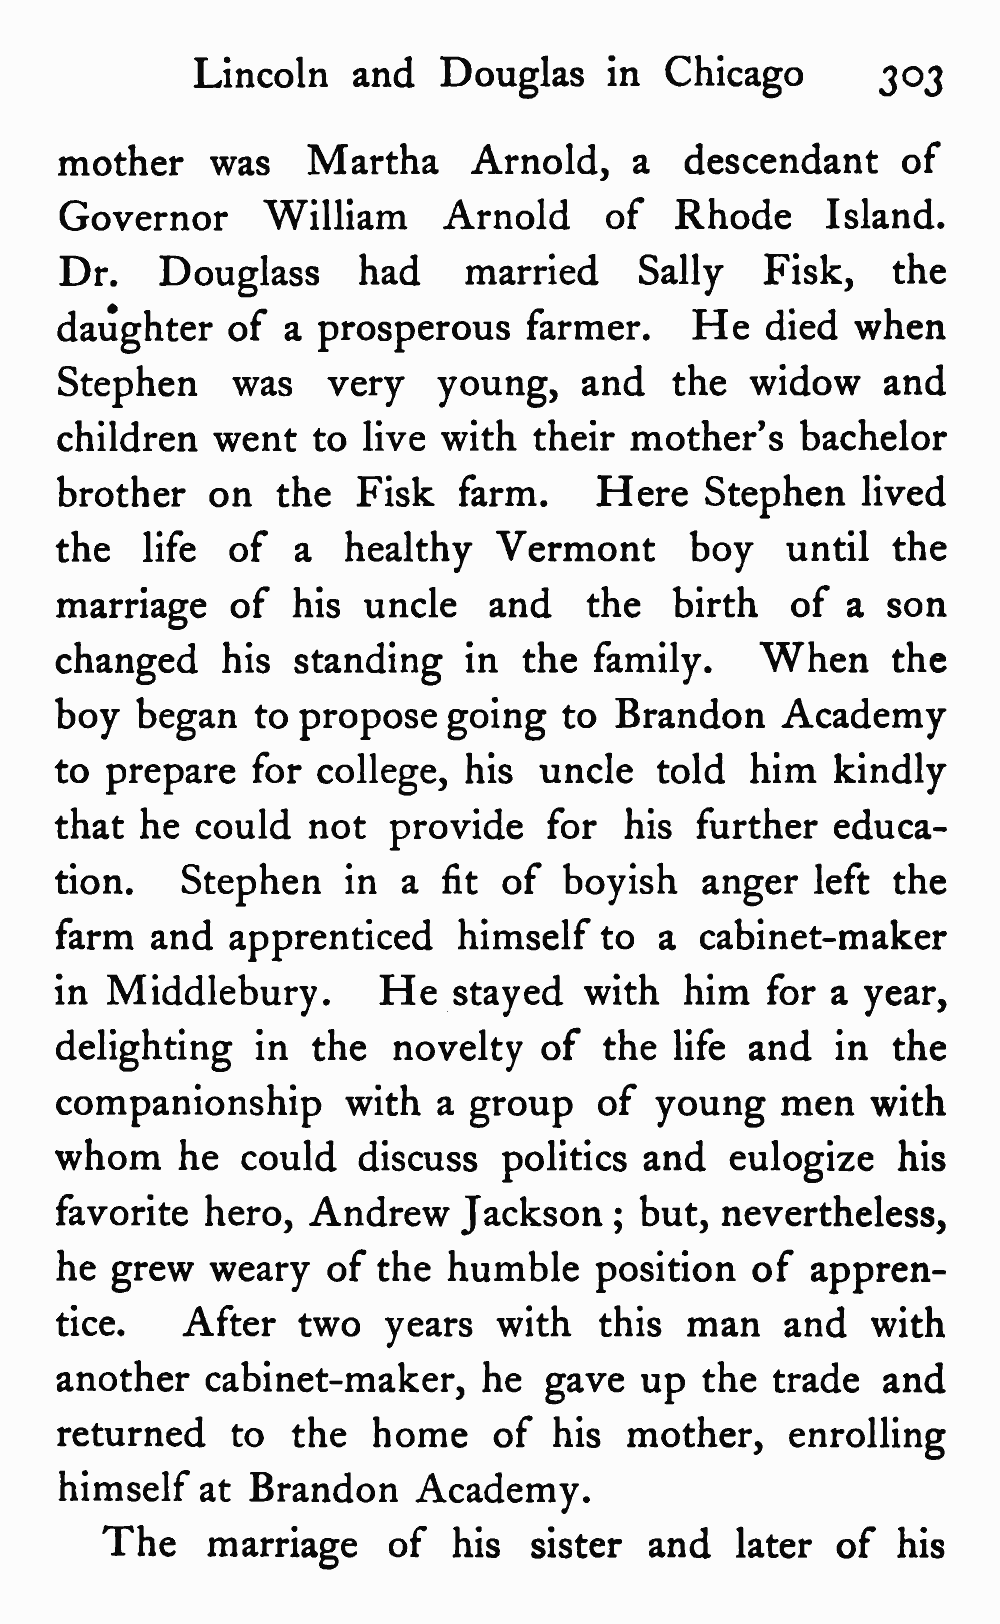 Lincoln and Douglas in Chicago 303
mother was Martha Arnold, a descendant of
Governor William Arnold of Rhode Island.
Dr. Douglass had married Sally Fisk, the
daughter of a prosperous farmer. He died when
Stephen was very young, and the widow and
children went to live with their mother's bachelor
brother on the Fisk farm. Here Stephen lived
the life of a healthy Vermont boy until the
marriage of his uncle and the birth of a son
changed his standing in the family. When the
boy began to propose going to Brandon Academy
to prepare for college, his uncle told him kindly
that he could not provide for his further educa-
tion. Stephen in a fit of boyish anger left the
farm and apprenticed himself to a cabinet-maker
in Middlebury. He stayed with him for a year,
delighting in the novelty of the life and in the
companionship with a group of young men with
whom he could discuss politics and eulogize his
favorite hero, Andrew Jackson ; but, nevertheless,
he grew weary of the humble position of appren-
tice. After two years with this man and with
another cabinet-maker, he gave up the trade and
returned to the home of his mother, enrolling
himself at Brandon Academy.
The marriage of his sister and later of his